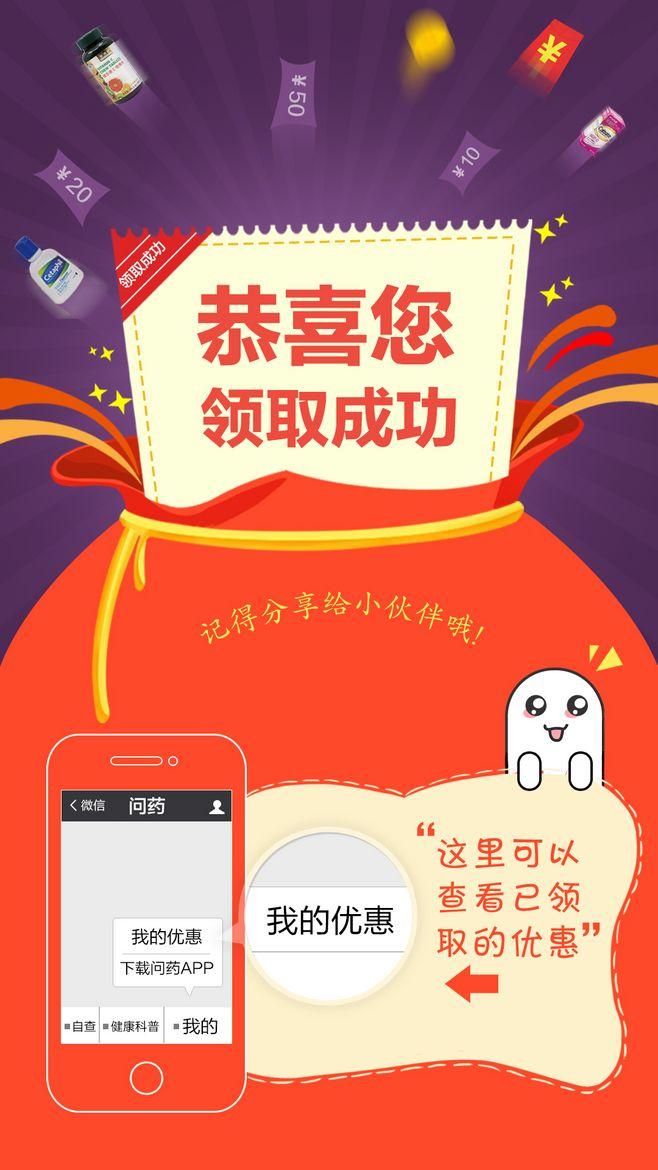 ¥
¥50
¥10
¥20
Cetaphil
领取成功
恭喜您
领取成功
记得分享给小伙伴哦!
微信
问药
“这里可以
查看已领
取的优惠”
我的优惠
我的优惠
下载问药APP
自查
健康科普
我的